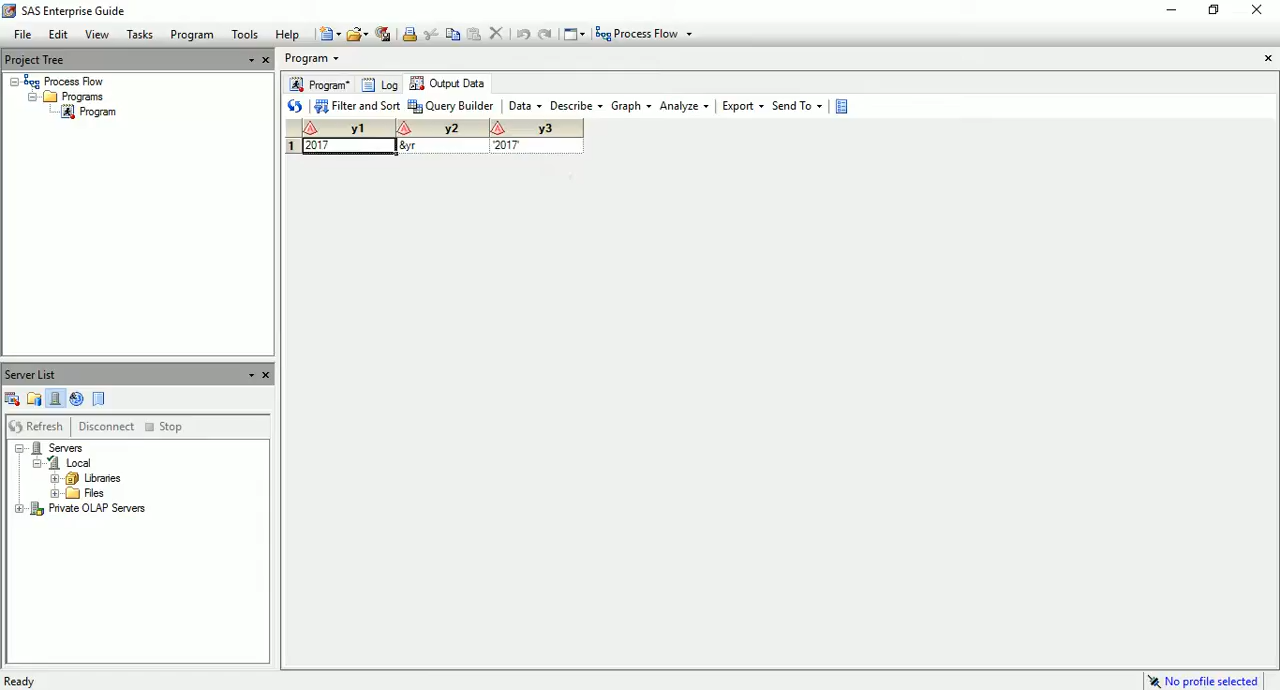 SAS Enterprise Guide
File Edit View Tasks Program Tools Help Process Flow
Project Tree
Process Flow
Programs
Program
Server List
Refresh Disconnect Stop
Servers
Local
Libraries
Files
Private OLAP Servers
Program
Program* Log Output Data
Filter and Sort Query Builder Data Describe Graph Analyze Export Send To
y1 y2 y3
1 2017 &yr '2017'
Ready No profile selected